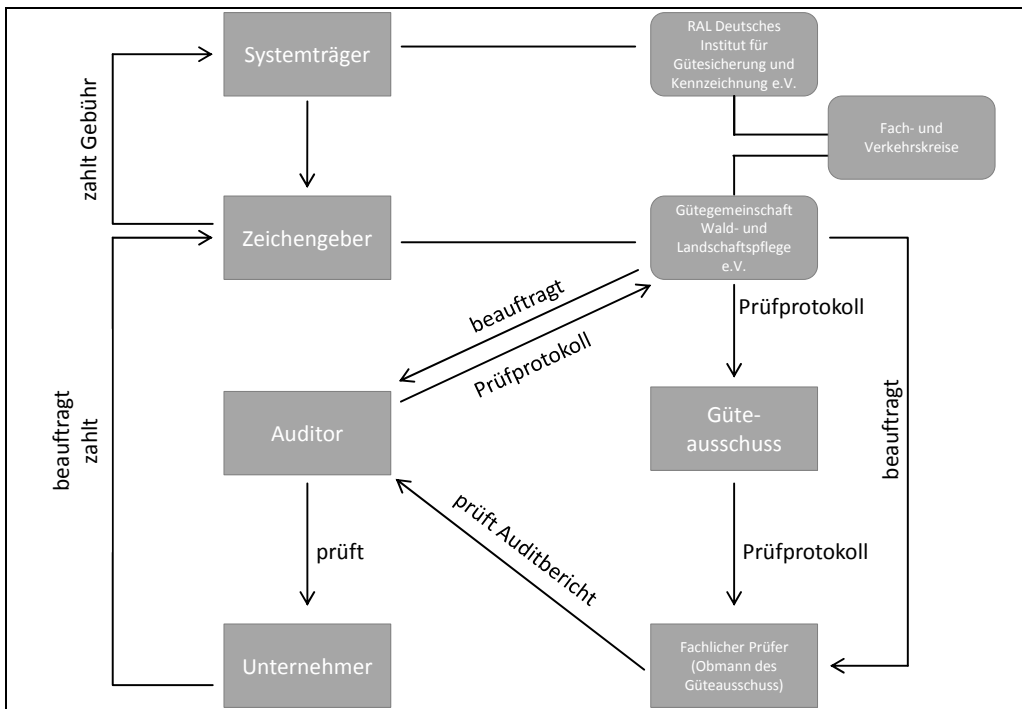 Systemträger
RAL Deutsches
Institut für
Gütesicherung und
Kennzeichnung e.V.
Fach- und
Verkehrskreise
zahlt Gebühr
Zeichengeber
Gütegemeinschaft
Wald- und
Landschaftspflege
e.V.
beauftragt
Prüfprotokoll
Prüfprotokoll
beauftragt
zahlt
Auditor
Güte-
ausschuss
beauftragt
prüft Auditbericht
prüft
Prüfprotokoll
Unternehmer
Fachlicher Prüfer
(Obmann des
Güteausschuss)